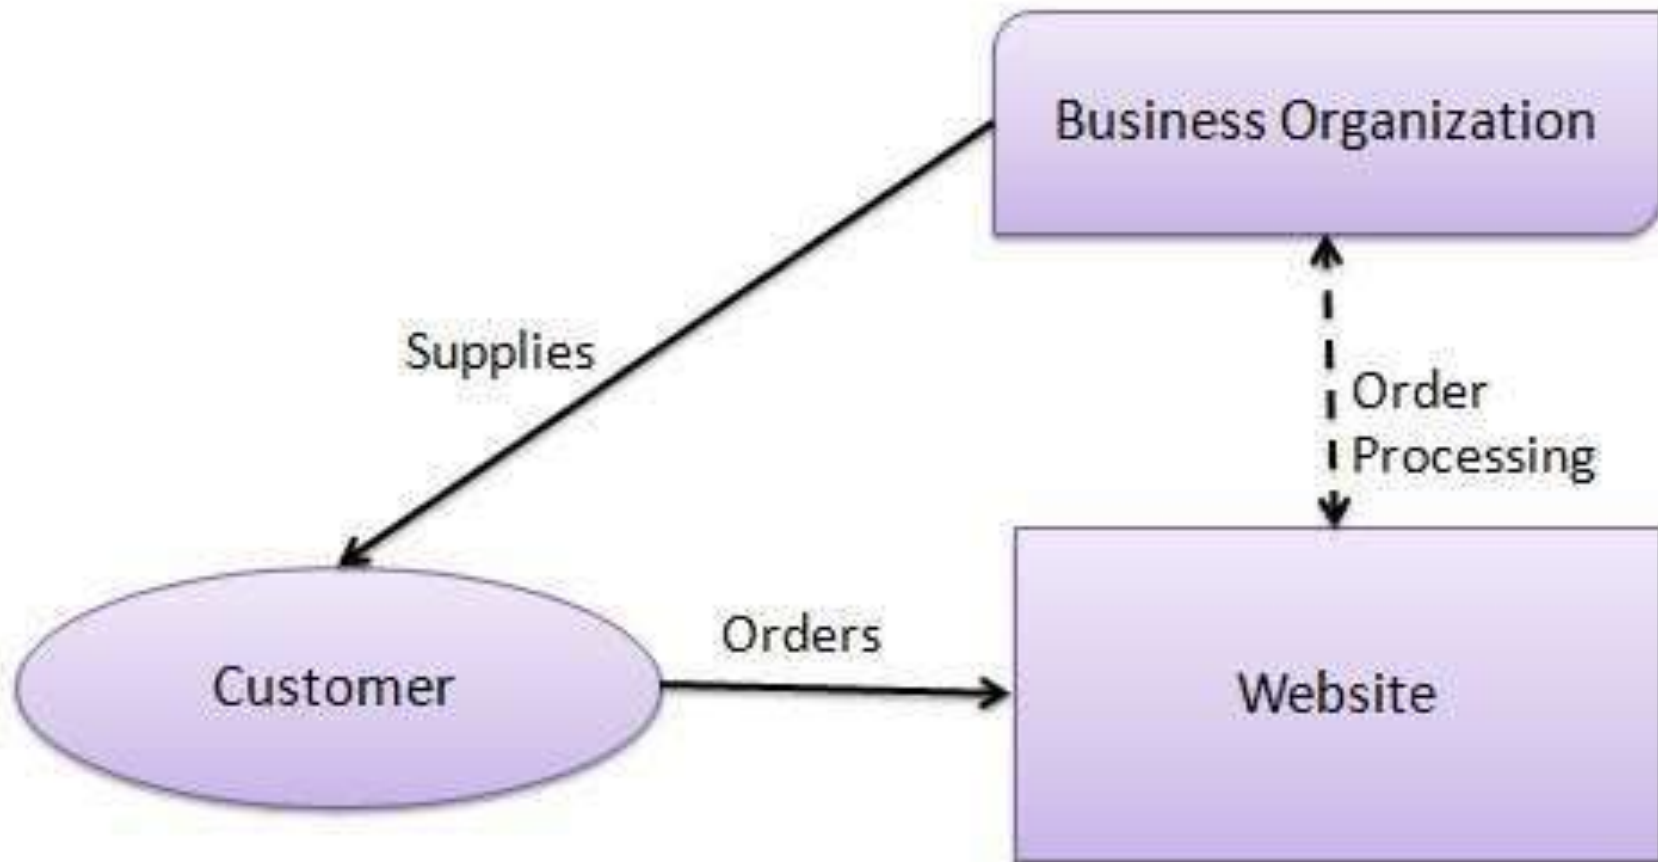 Business Organization
Supplies
Order
Processing
Orders
Customer
Website